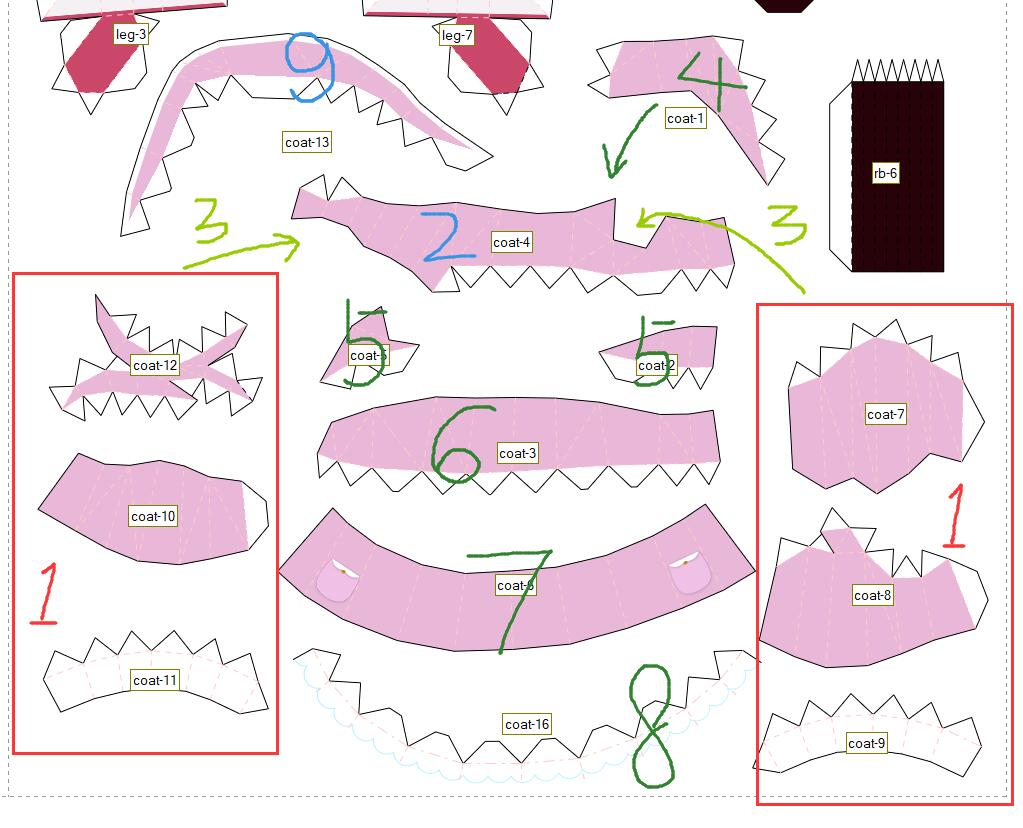 leg-3
leg-7
9
4
coat-1
coat-13
rb-6
3
3
2
coat-4
5
coat-5
5
coat-2
coat-12
coat-7
6
coat-3
coat-10
1
1
7
coat-6
coat-8
coat-11
coat-16
8
coat-9